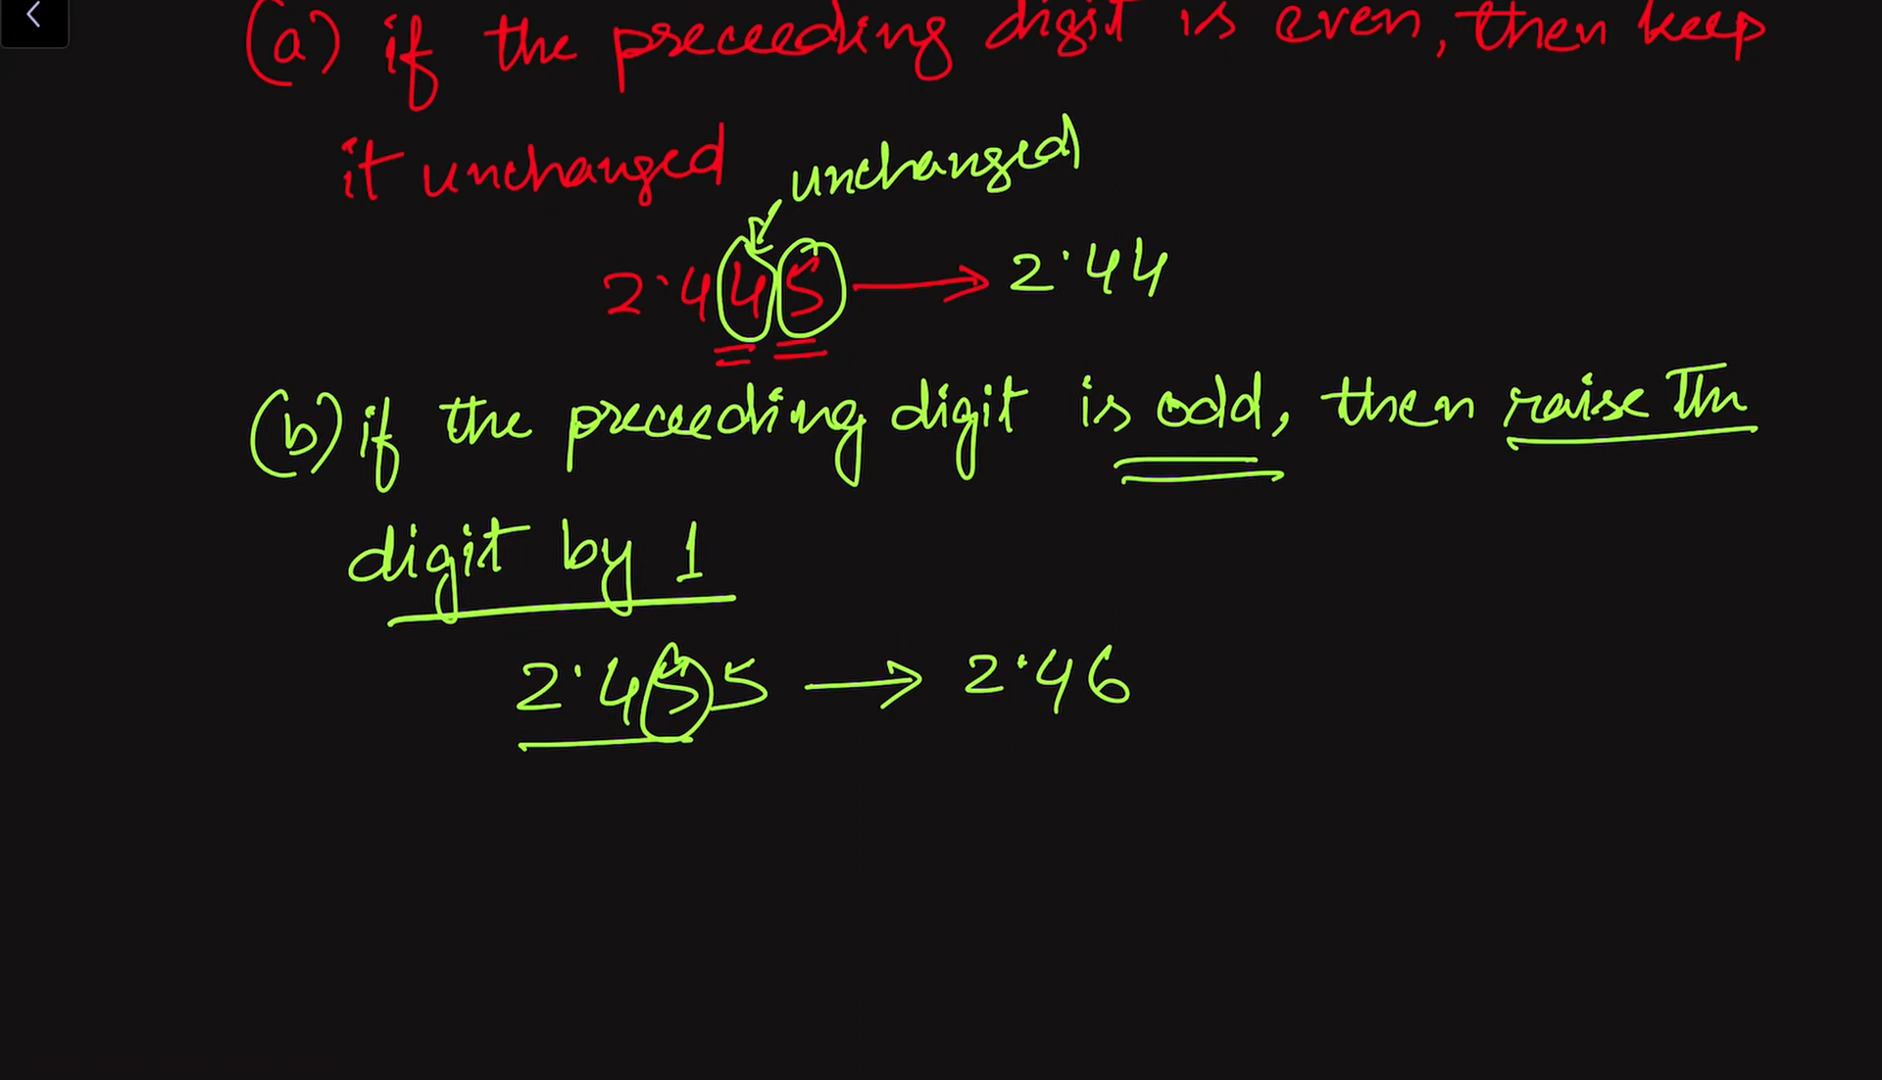 (a) if the preceeding digit is even, then keep
it unchanged
unchanged
2.445 → 2.44
(b) if the preceeding digit is odd, then raise the
digit by 1
2.455 → 2.46